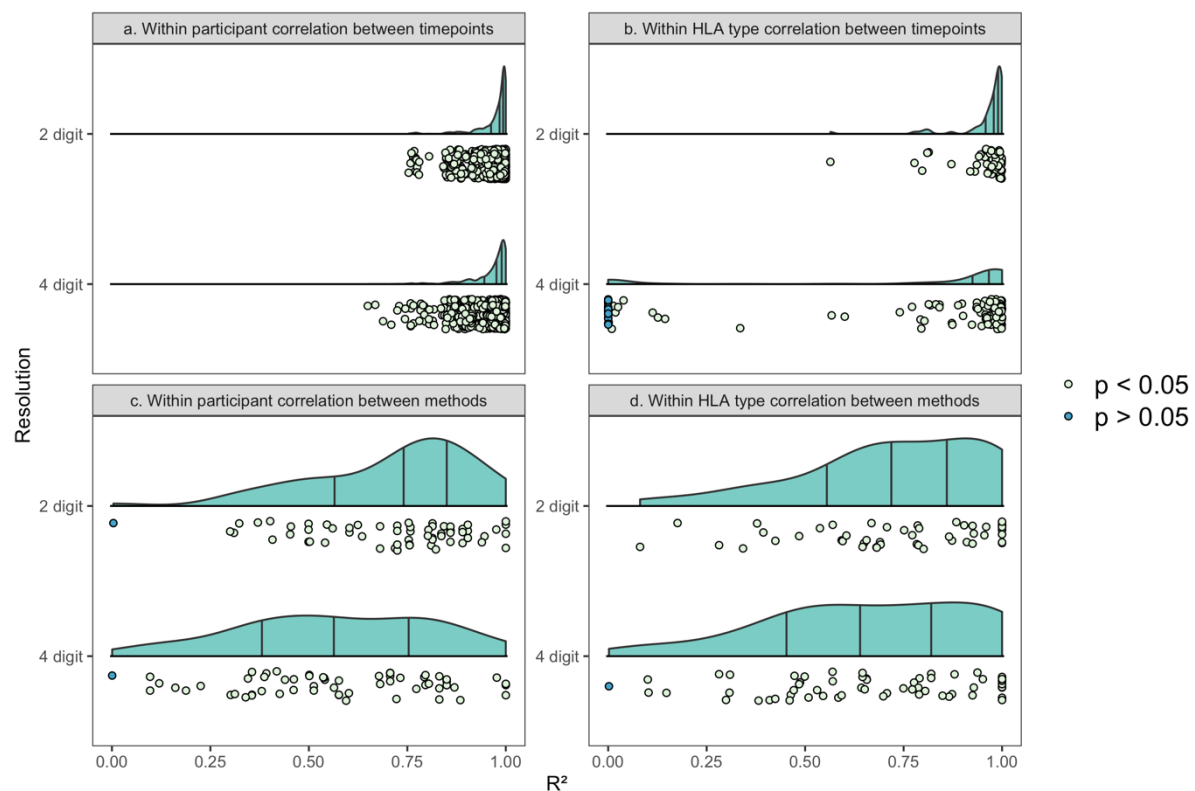 a. Within participant correlation between timepoints
b. Within HLA type correlation between timepoints
2 digit
4 digit
2 digit
4 digit
c. Within participant correlation between methods
d. Within HLA type correlation between methods
2 digit
4 digit
2 digit
4 digit
0.00 0.25 0.50 0.75 1.00
0.00 0.25 0.50 0.75 1.00
R²
Resolution
p < 0.05
p > 0.05